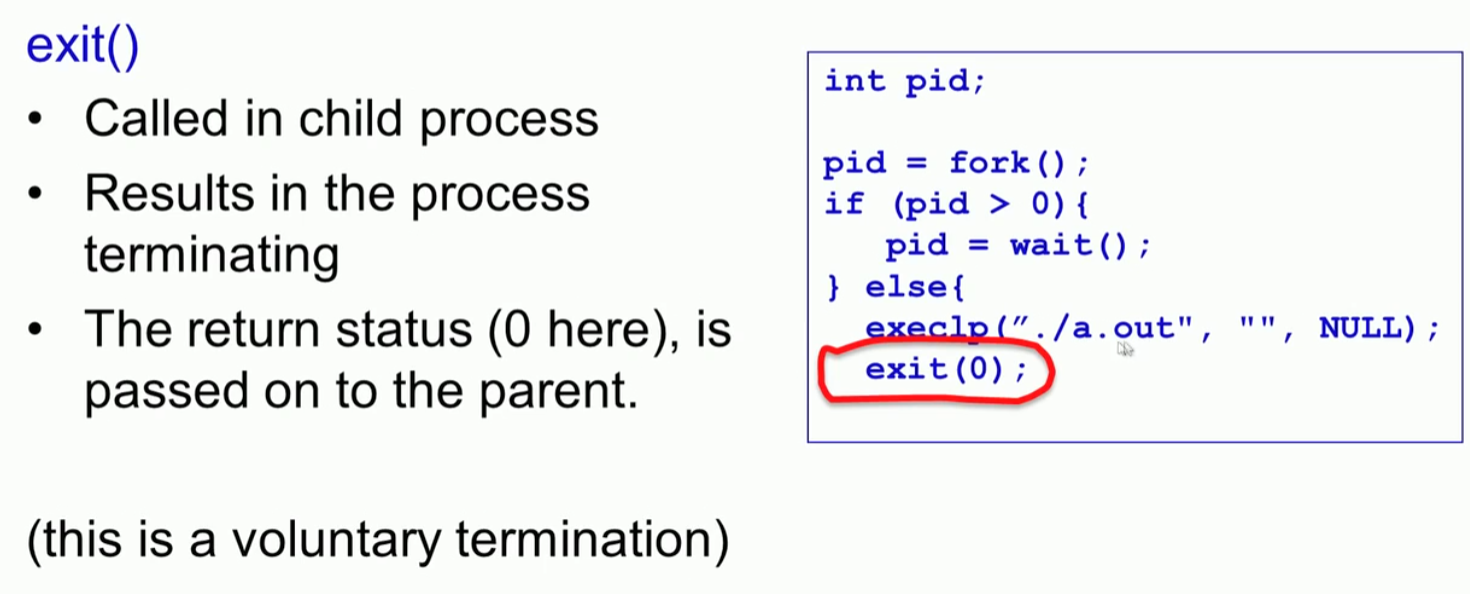 exit()
• Called in child process
• Results in the process
terminating
• The return status (0 here), is
passed on to the parent.
(this is a voluntary termination)
int pid;
pid = fork();
if (pid > 0){
pid = wait();
} else{
execlp(″./a.out", "", NULL);
exit(0);